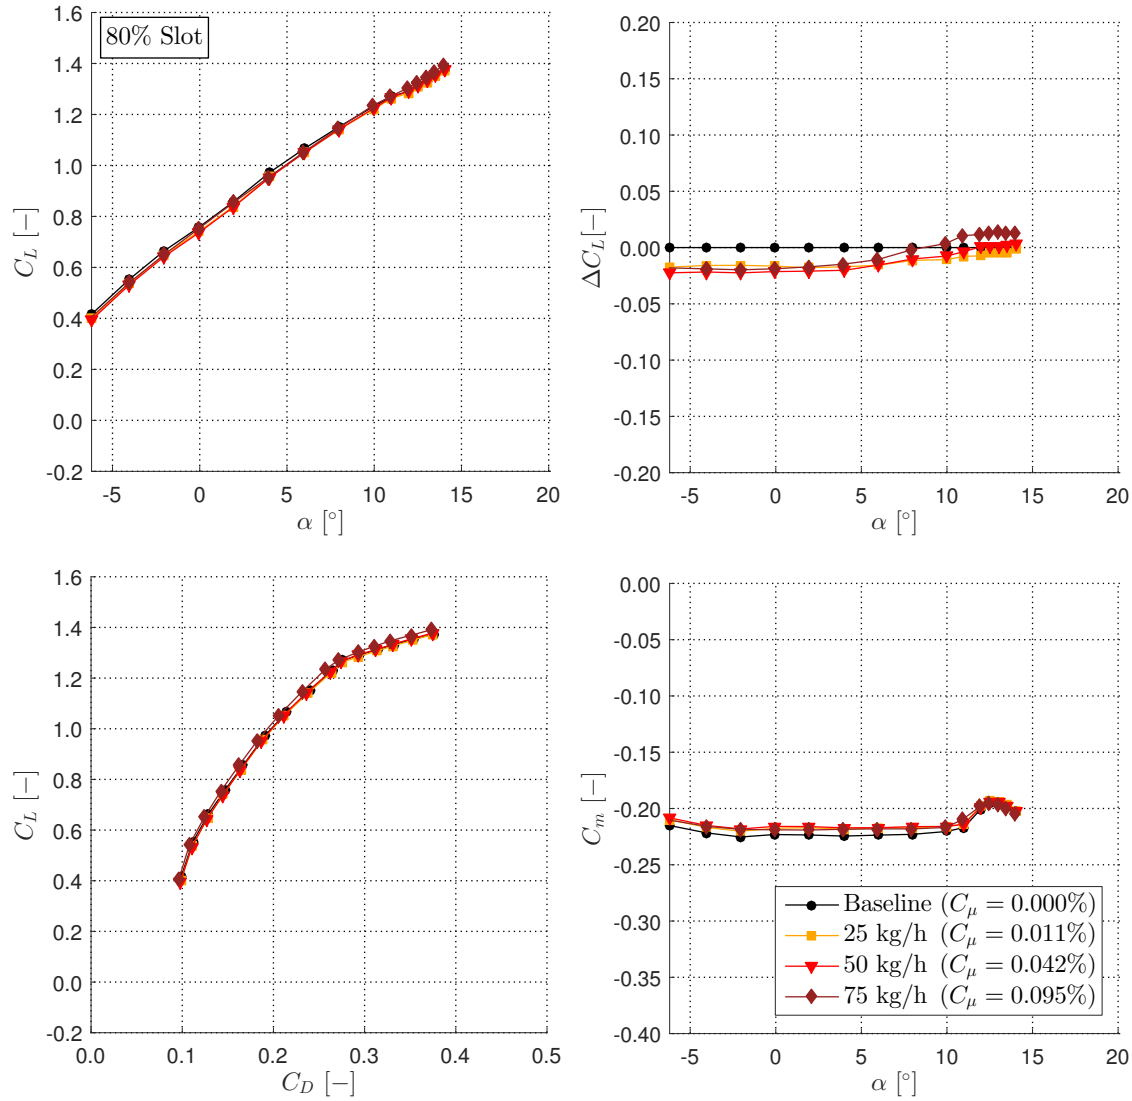 80% Slot
1.6
1.4
1.2
1.0
0.8
0.6
0.4
0.2
0.0
-0.2
C_L [−]
-5 0 5 10 15 20
α [°]
0.20
0.15
0.10
0.05
0.00
-0.05
-0.10
-0.15
-0.20
ΔC_L[−]
-5 0 5 10 15 20
α [°]
1.6
1.4
1.2
1.0
0.8
0.6
0.4
0.2
0.0
-0.2
C_L [−]
0.0 0.1 0.2 0.3 0.4 0.5
C_D [−]
0.00
-0.05
-0.10
-0.15
-0.20
-0.25
-0.30
-0.35
-0.40
C_m [−]
Baseline (C_μ = 0.000%)
25 kg/h (C_μ = 0.011%)
50 kg/h (C_μ = 0.042%)
75 kg/h (C_μ = 0.095%)
-5 0 5 10 15 20
α [°]